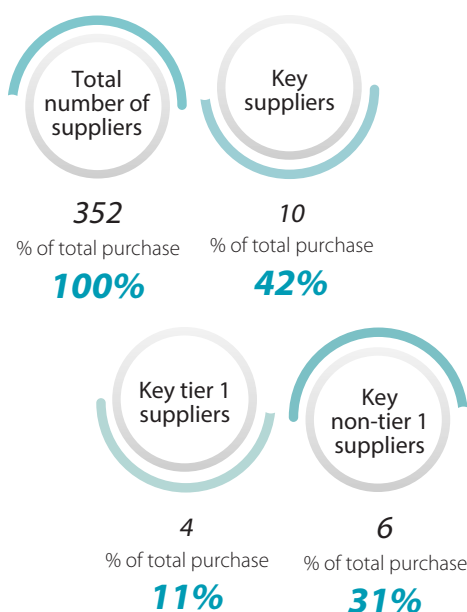 Total
number of
suppliers
352
% of total purchase
100%
Key
suppliers
10
% of total purchase
42%
Key tier 1
suppliers
4
% of total purchase
11%
Key
non-tier 1
suppliers
6
% of total purchase
31%